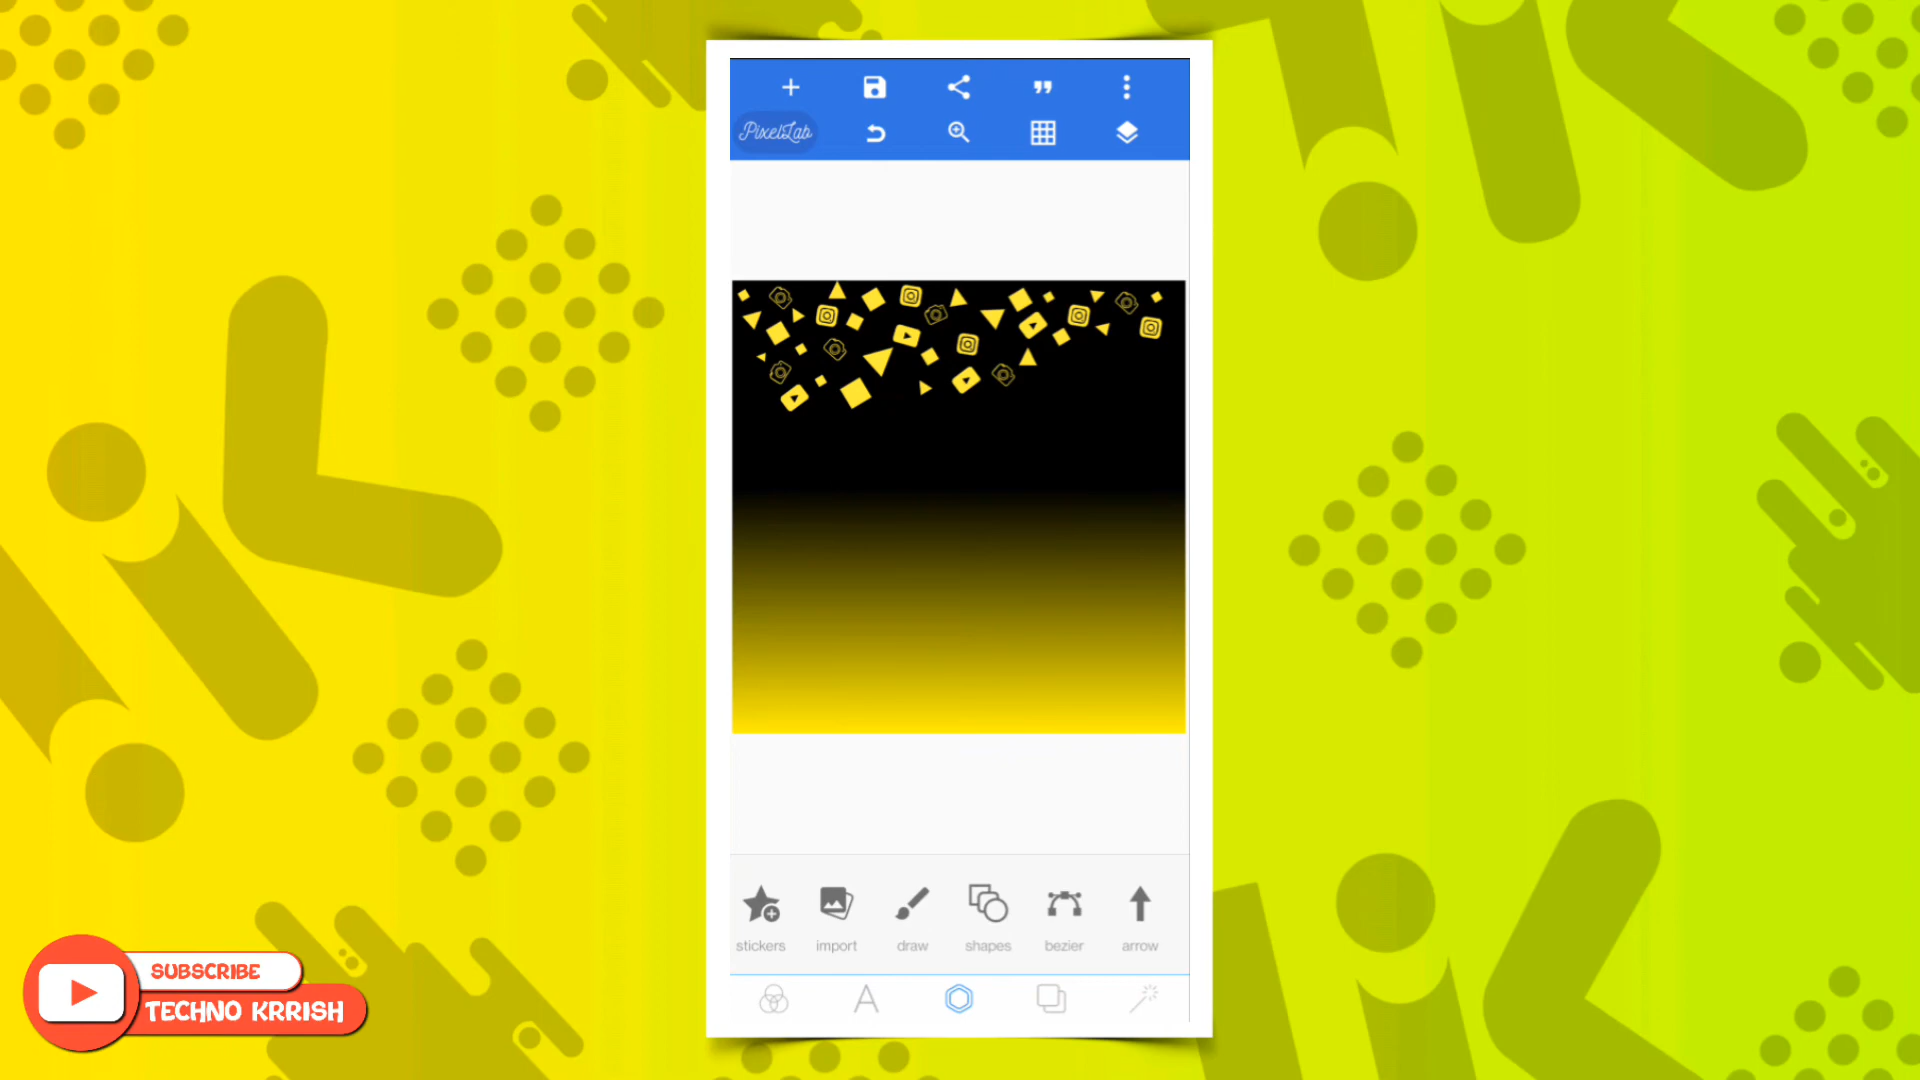 PixelLab
stickers
import
draw
shapes
bezier
arrow
SUBSCRIBE
TECHNO KRRISH